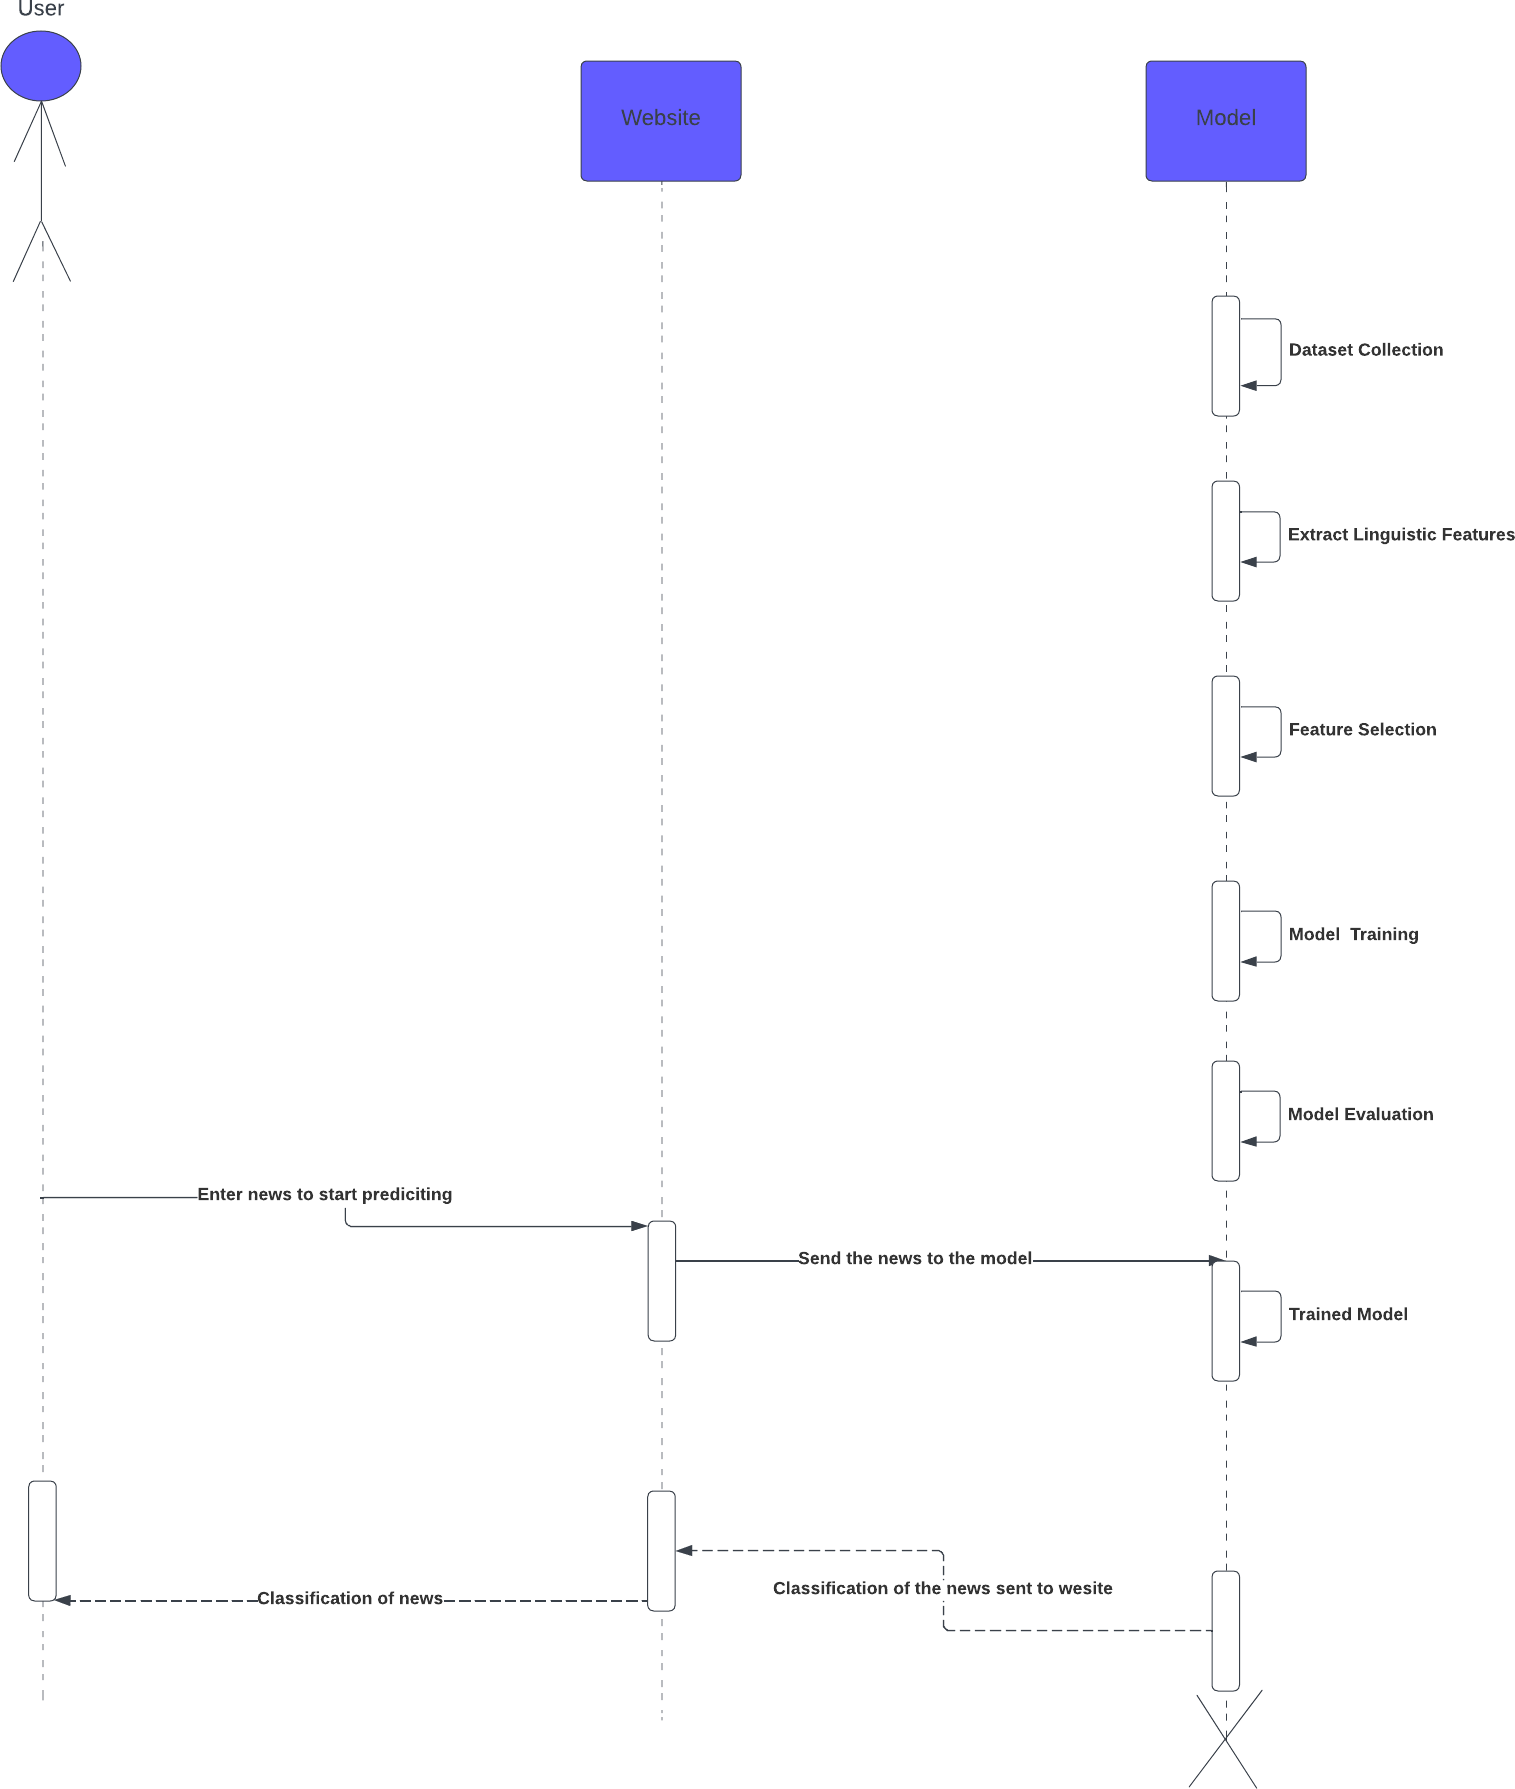 User
Website
Model
Dataset Collection
Extract Linguistic Features
Feature Selection
Model  Training
Model Evaluation
Enter news to start prediciting
Send the news to the model
Trained Model
Classification of the news sent to wesite
Classification of news